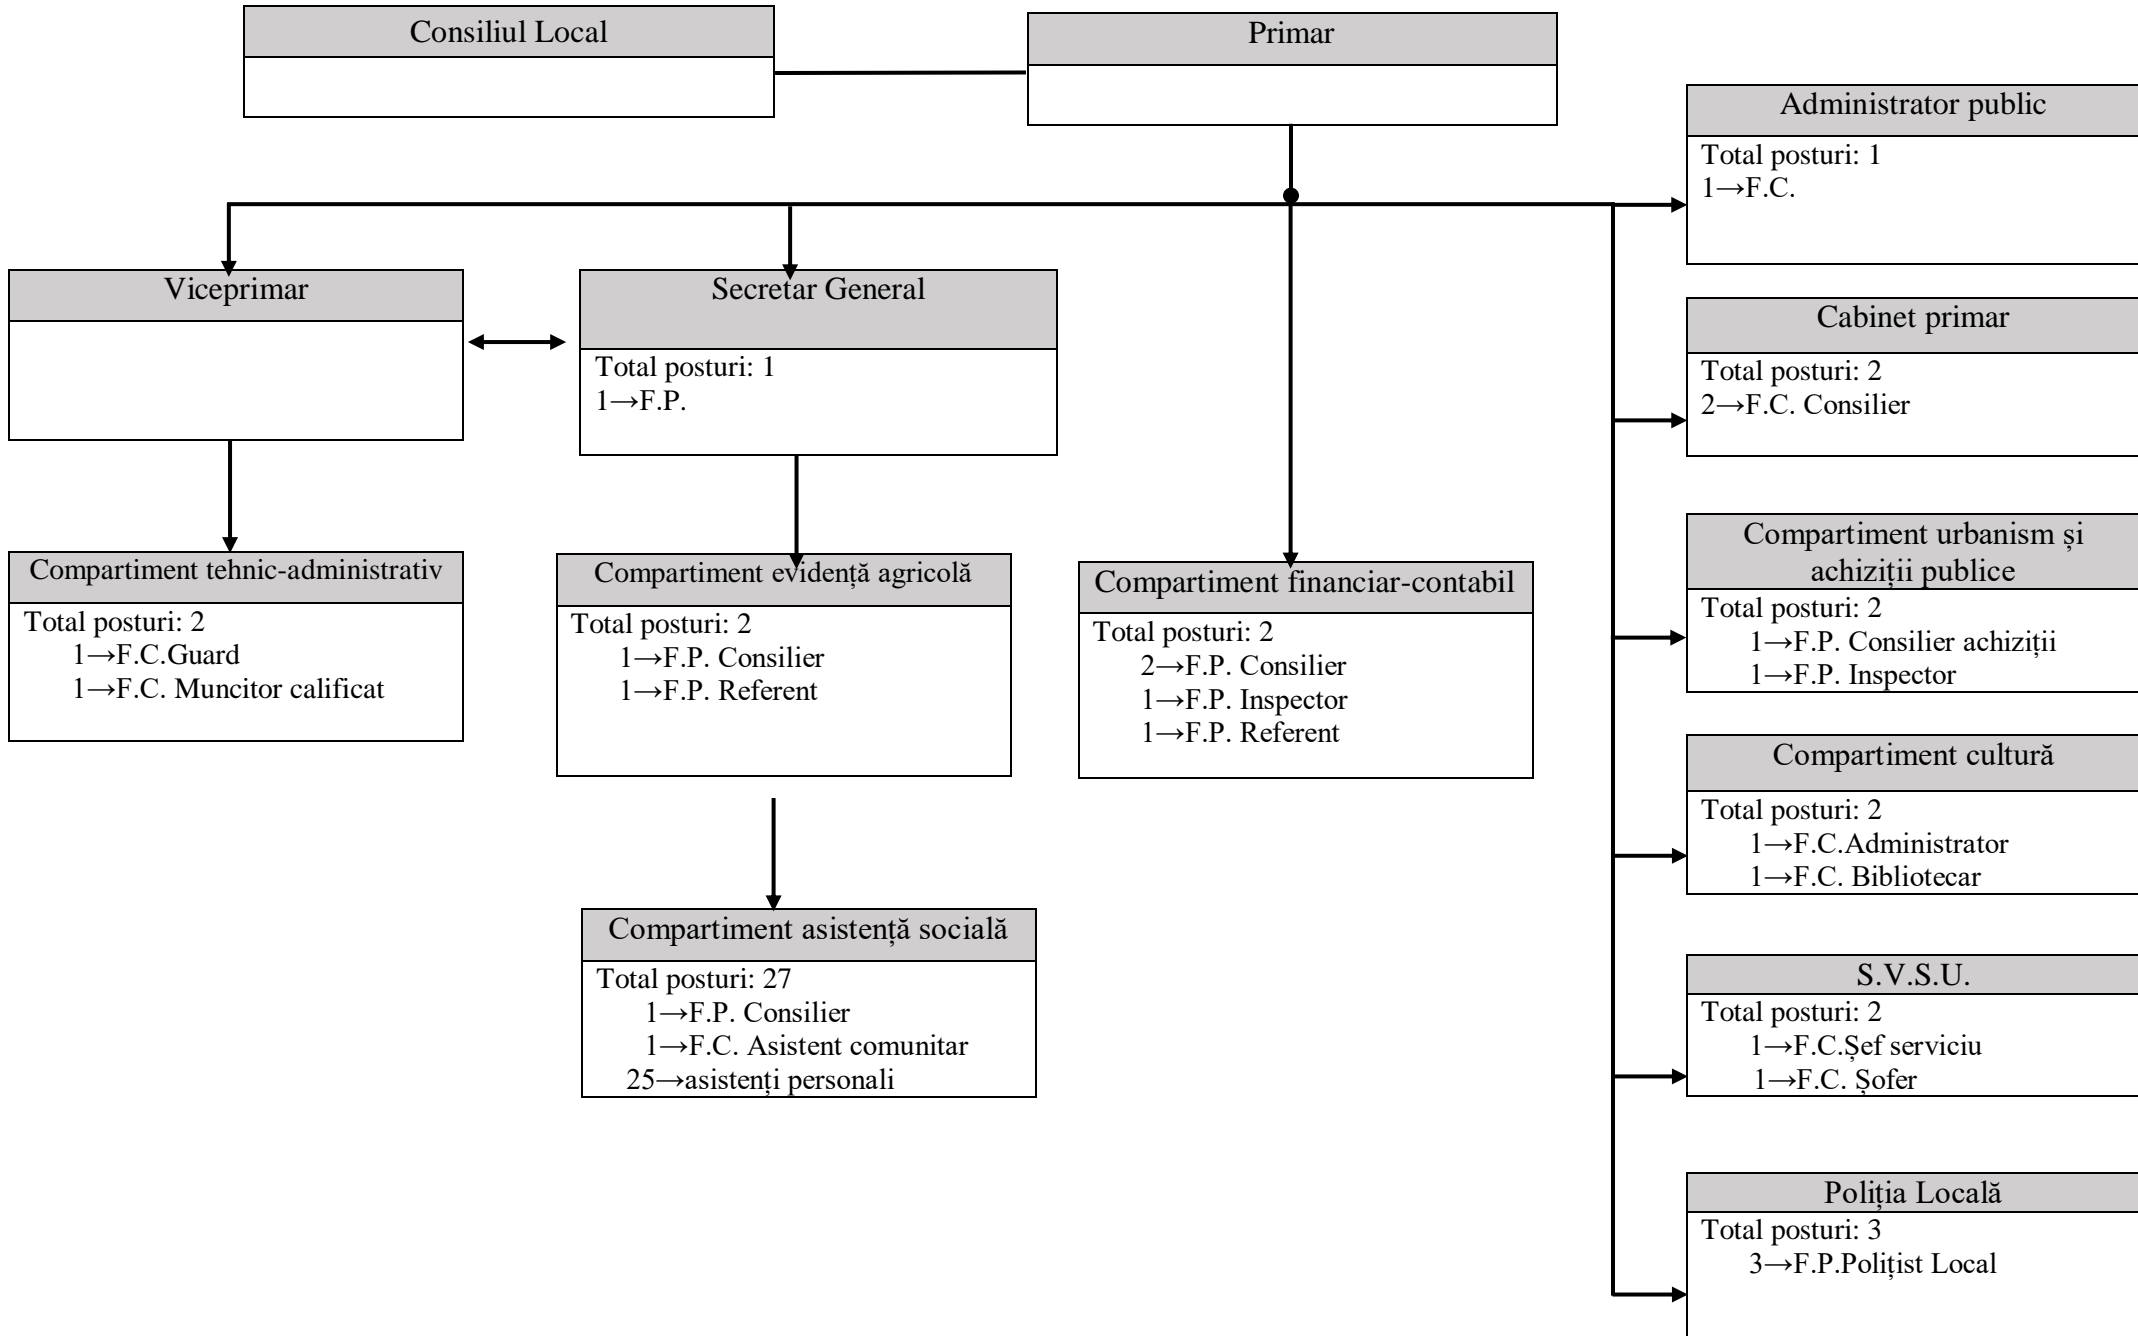 Consiliul Local
Primar
Administrator public
Total posturi: 1
1→F.C.
Viceprimar
Secretar General
Total posturi: 1
1→F.P.
Cabinet primar
Total posturi: 2
2→F.C. Consilier
Compartiment tehnic-administrativ
Total posturi: 2
1→F.C.Guard
1→F.C. Muncitor calificat
Compartiment evidență agricolă
Total posturi: 2
1→F.P. Consilier
1→F.P. Referent
Compartiment financiar-contabil
Total posturi: 2
2→F.P. Consilier
1→F.P. Inspector
1→F.P. Referent
Compartiment urbanism și
achiziții publice
Total posturi: 2
1→F.P. Consilier achiziții
1→F.P. Inspector
Compartiment cultură
Total posturi: 2
1→F.C.Administrator
1→F.C. Bibliotecar
Compartiment asistență socială
Total posturi: 27
1→F.P. Consilier
1→F.C. Asistent comunitar
25→asistenți personali
S.V.S.U.
Total posturi: 2
1→F.C.Șef serviciu
1→F.C. Șofer
Poliția Locală
Total posturi: 3
3→F.P.Polițist Local